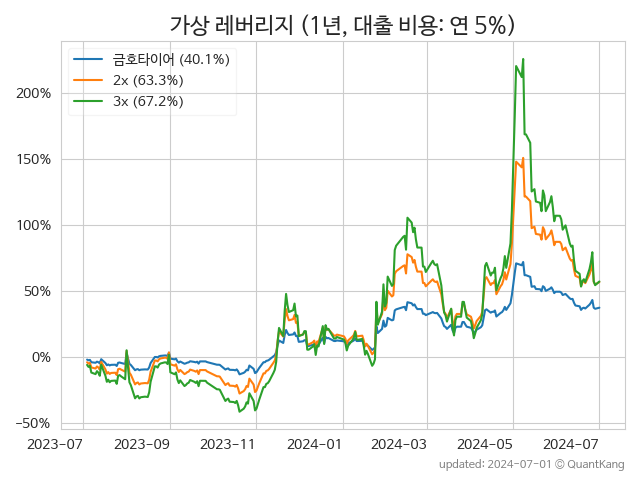 가상 레버리지 (1년, 대출 비용: 연 5%)
금호타이어 (40.1%)
2x (63.3%)
3x (67.2%)
200%
150%
100%
50%
0%
−50%
2023-07 2023-09 2023-11 2024-01 2024-03 2024-05 2024-07
updated: 2024-07-01 © QuantKang